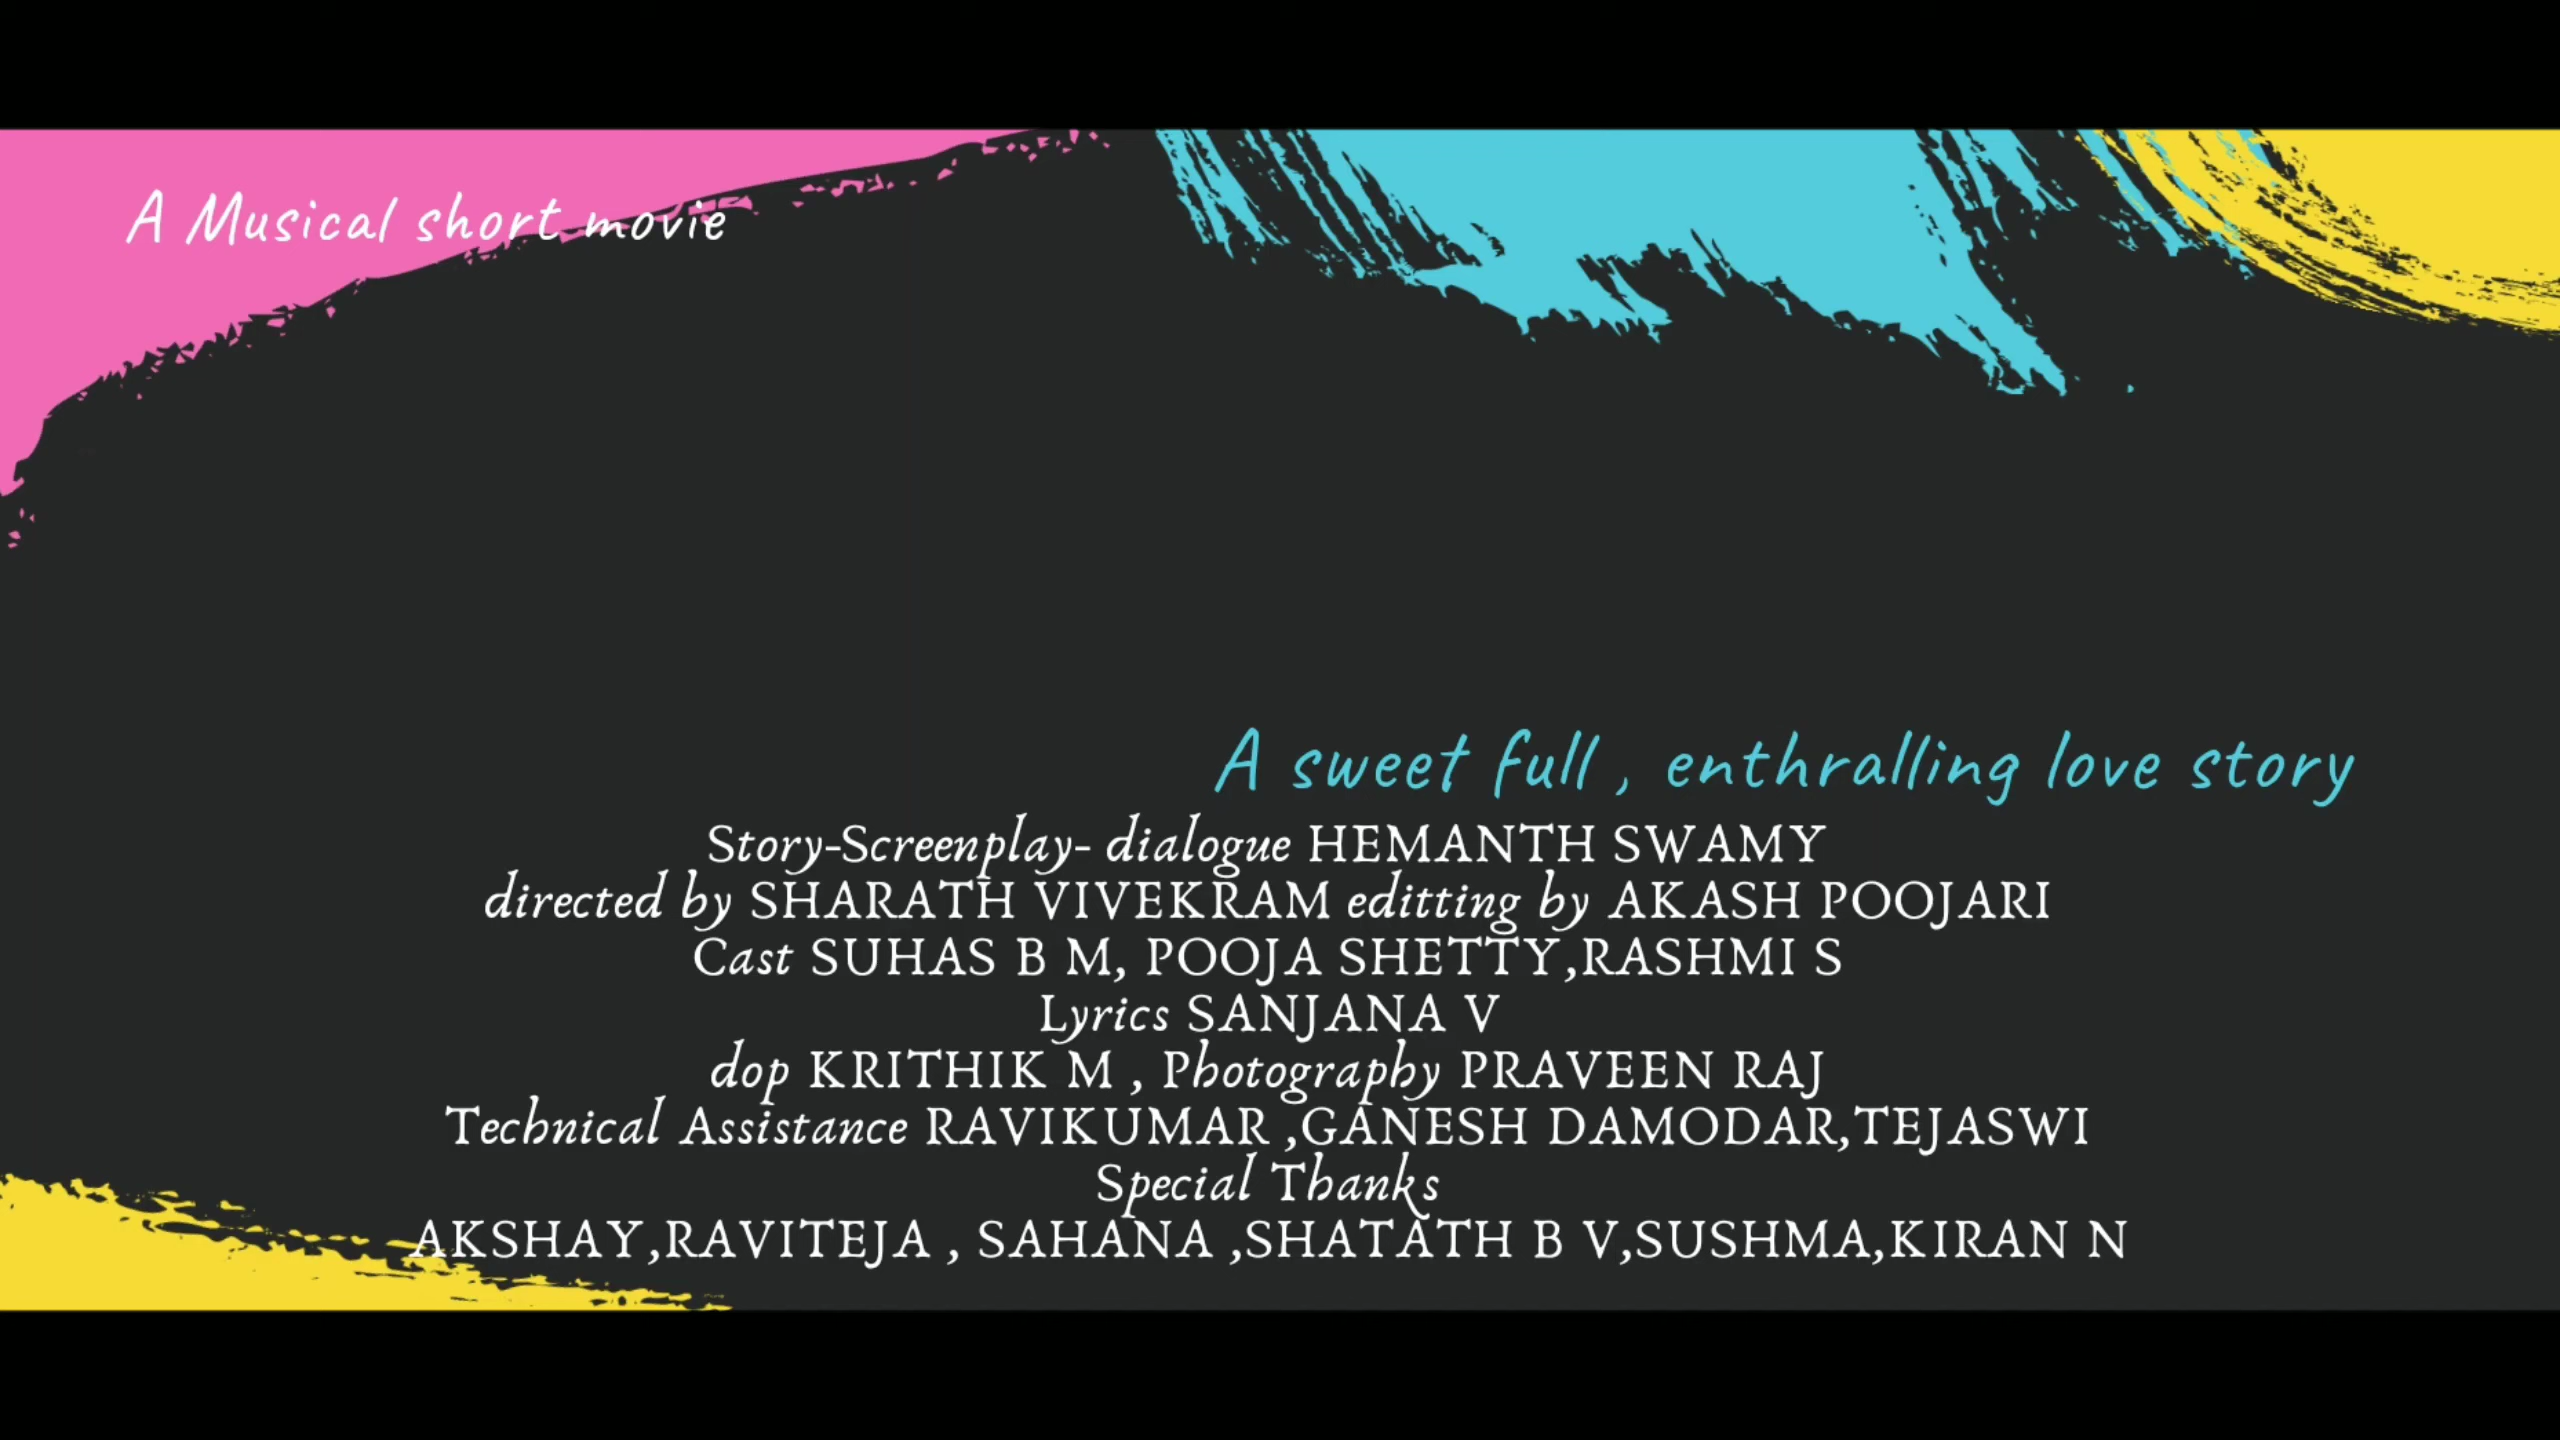 A Musical short movie
A sweet full , enthralling love story
Story-Screenplay- dialogue HEMANTH SWAMY
directed by SHARATH VIVEKRAM editting by AKASH POOJARI
Cast SUHAS B M, POOJA SHETTY,RASHMI S
Lyrics SANJANA V
dop KRITHIK M , Photography PRAVEEN RAJ
Technical Assistance RAVIKUMAR ,GANESH DAMODAR,TEJASWI
Special Thanks
AKSHAY,RAVITEJA , SAHANA ,SHATATH B V,SUSHMA,KIRAN N